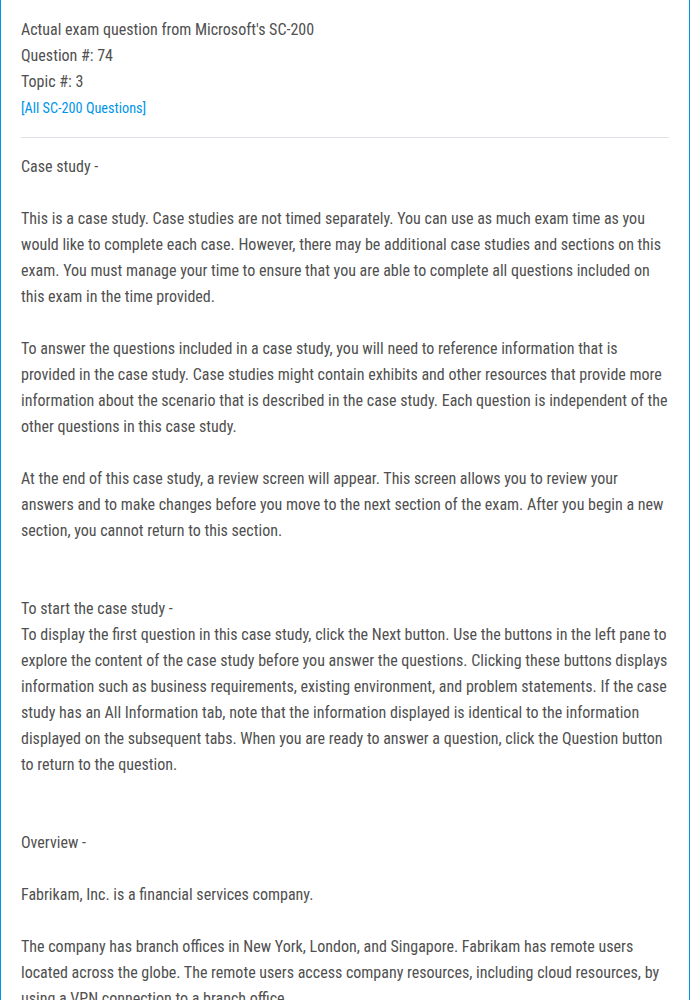 Actual exam question from Microsoft's SC-200
Question #: 74
Topic #: 3
[All SC-200 Questions]
Case study -
This is a case study. Case studies are not timed separately. You can use as much exam time as you
would like to complete each case. However, there may be additional case studies and sections on this
exam. You must manage your time to ensure that you are able to complete all questions included on
this exam in the time provided.
To answer the questions included in a case study, you will need to reference information that is
provided in the case study. Case studies might contain exhibits and other resources that provide more
information about the scenario that is described in the case study. Each question is independent of the
other questions in this case study.
At the end of this case study, a review screen will appear. This screen allows you to review your
answers and to make changes before you move to the next section of the exam. After you begin a new
section, you cannot return to this section.
To start the case study -
To display the first question in this case study, click the Next button. Use the buttons in the left pane to
explore the content of the case study before you answer the questions. Clicking these buttons displays
information such as business requirements, existing environment, and problem statements. If the case
study has an All Information tab, note that the information displayed is identical to the information
displayed on the subsequent tabs. When you are ready to answer a question, click the Question button
to return to the question.
Overview -
Fabrikam, Inc. is a financial services company.
The company has branch offices in New York, London, and Singapore. Fabrikam has remote users
located across the globe. The remote users access company resources, including cloud resources, by
using a VPN connection to a branch office.